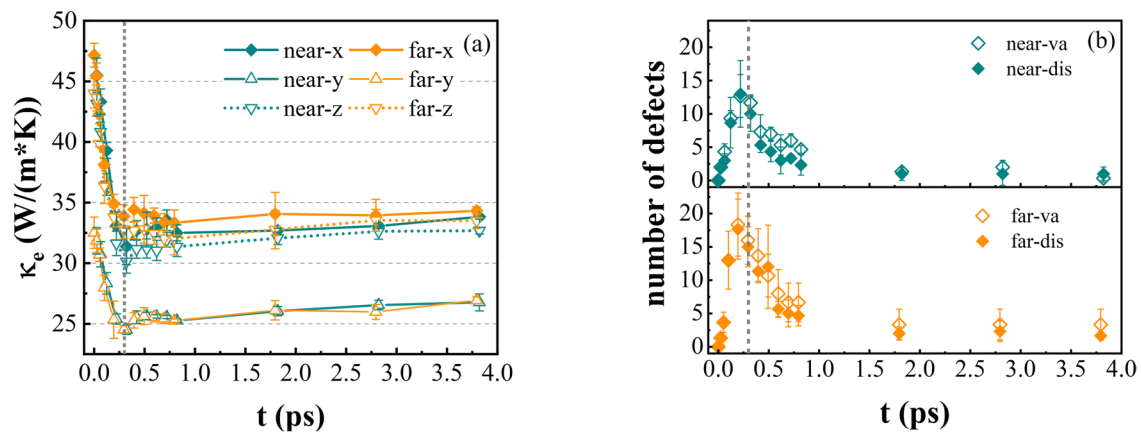 (a)
near-x far-x
near-y far-y
near-z far-z
κe (W/(m*K)
50
45
40
35
30
25
0.0 0.5 1.0 1.5 2.0 2.5 3.0 3.5 4.0
t (ps)
(b)
near-va
near-dis
number of defects
20
15
10
5
0
far-va
far-dis
20
15
10
5
0
0.0 0.5 1.0 1.5 2.0 2.5 3.0 3.5 4.0
t (ps)